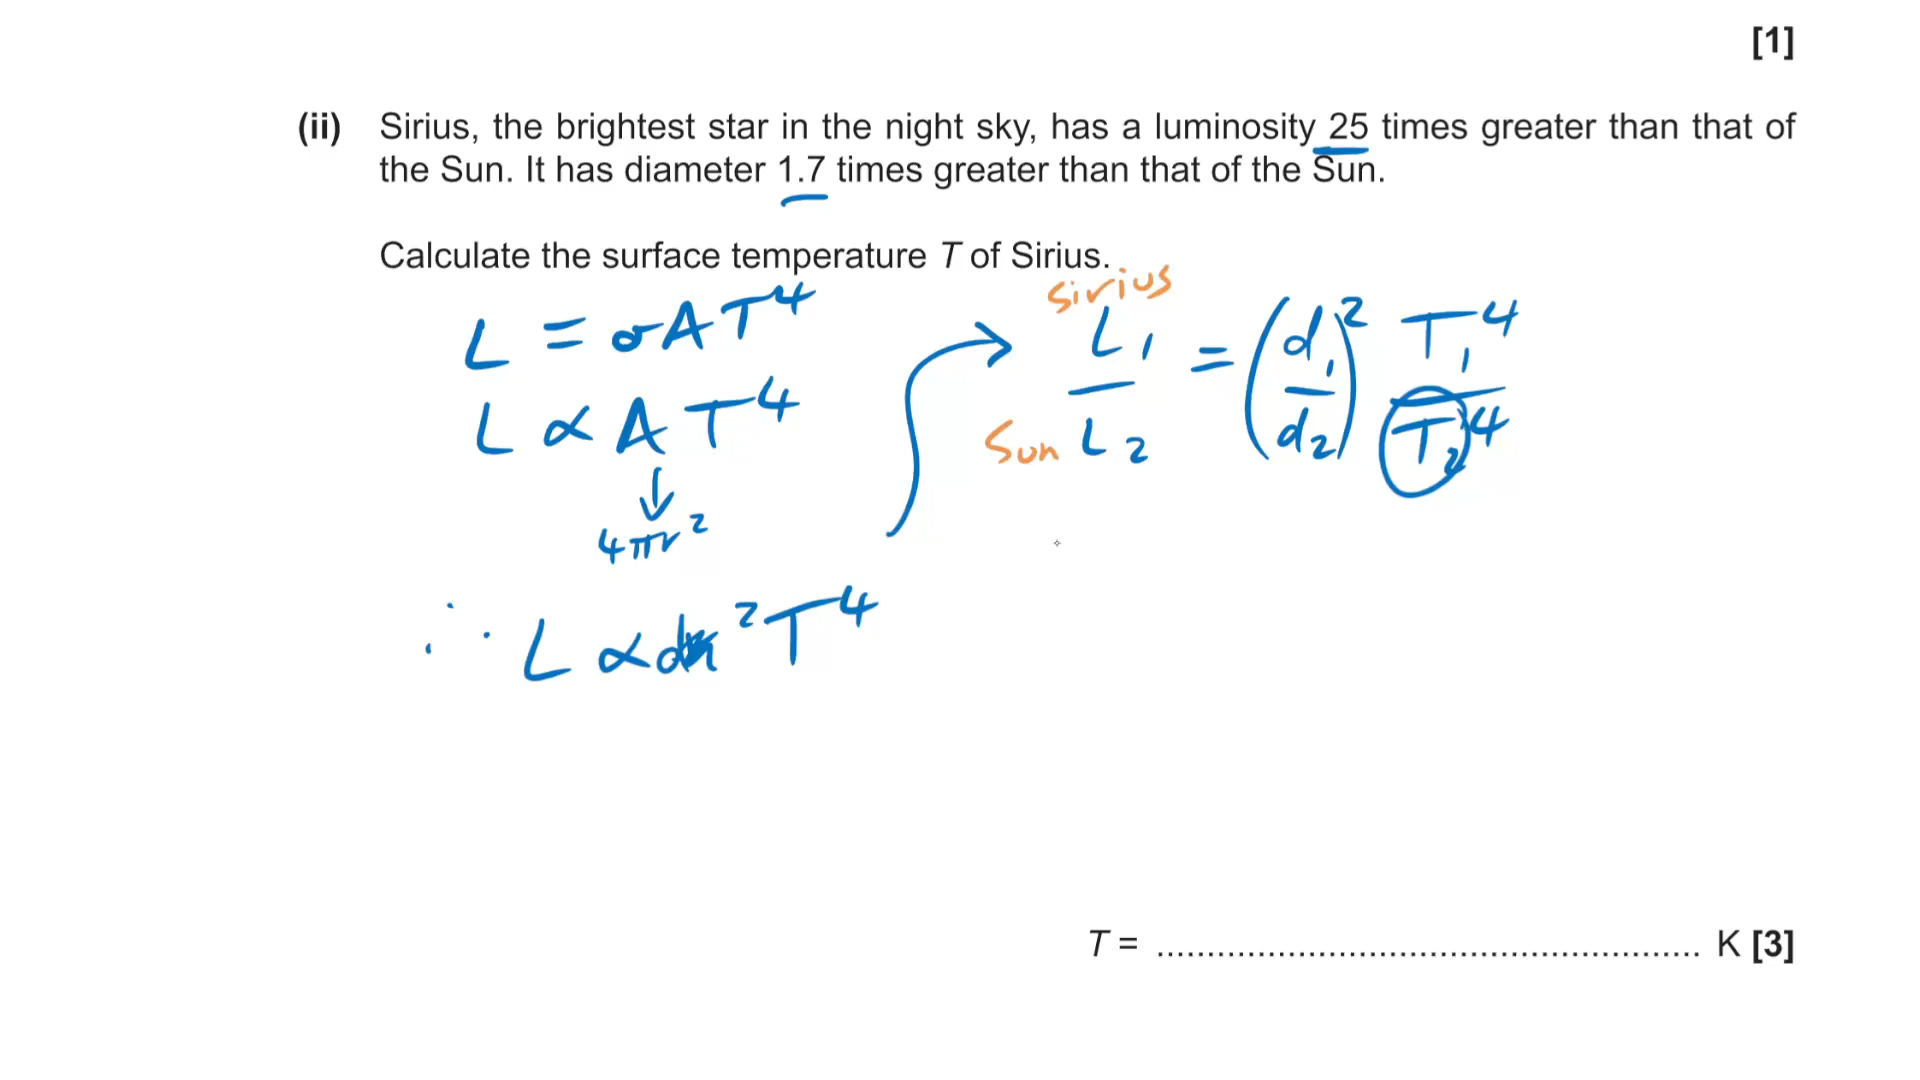 [1]
(ii) Sirius, the brightest star in the night sky, has a luminosity 25 times greater than that of
the Sun. It has diameter 1.7 times greater than that of the Sun.
Calculate the surface temperature T of Sirius.
L = σAT⁴
L ∝ AT⁴
↓
4πr²
∴ L ∝ d²T⁴
Sirius
L₁/L₂ = (d₁/d₂)² T₁⁴/T₂⁴
Sun
T = ...................................................... K [3]